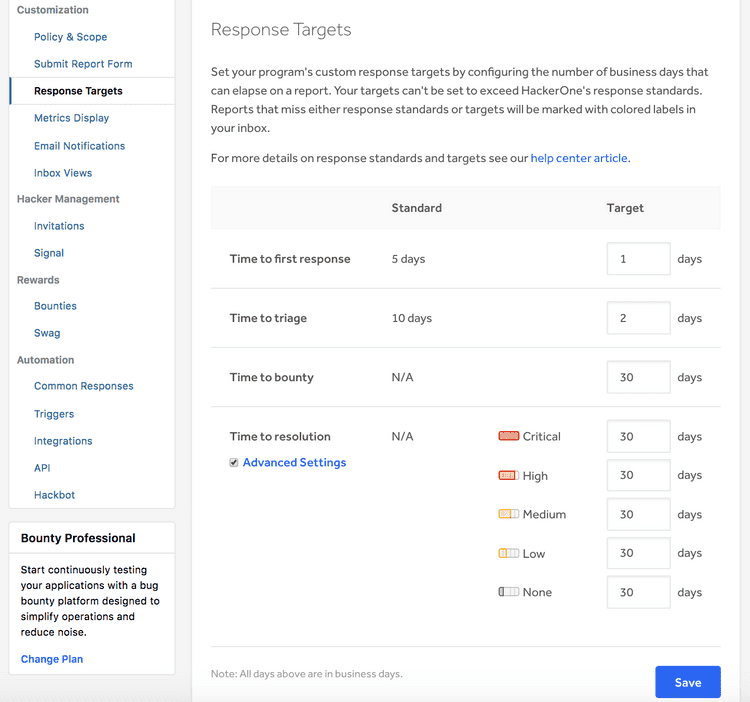 Customization
Policy & Scope
Submit Report Form
Response Targets
Metrics Display
Email Notifications
Inbox Views
Hacker Management
Invitations
Signal
Rewards
Bounties
Swag
Automation
Common Responses
Triggers
Integrations
API
Hackbot
Bounty Professional
Start continuously testing
your applications with a bug
bounty platform designed to
simplify operations and
reduce noise.
Change Plan
Response Targets
Set your program's custom response targets by configuring the number of business days that
can elapse on a report. Your targets can't be set to exceed HackerOne's response standards.
Reports that miss either response standards or targets will be marked with colored labels in
your inbox.
For more details on response standards and targets see our help center article.
Standard Target
Time to first response 5 days 1 days
Time to triage 10 days 2 days
Time to bounty N/A 30 days
Time to resolution N/A Critical 30 days
Advanced Settings
High 30 days
Medium 30 days
Low 30 days
None 30 days
Note: All days above are in business days.
Save